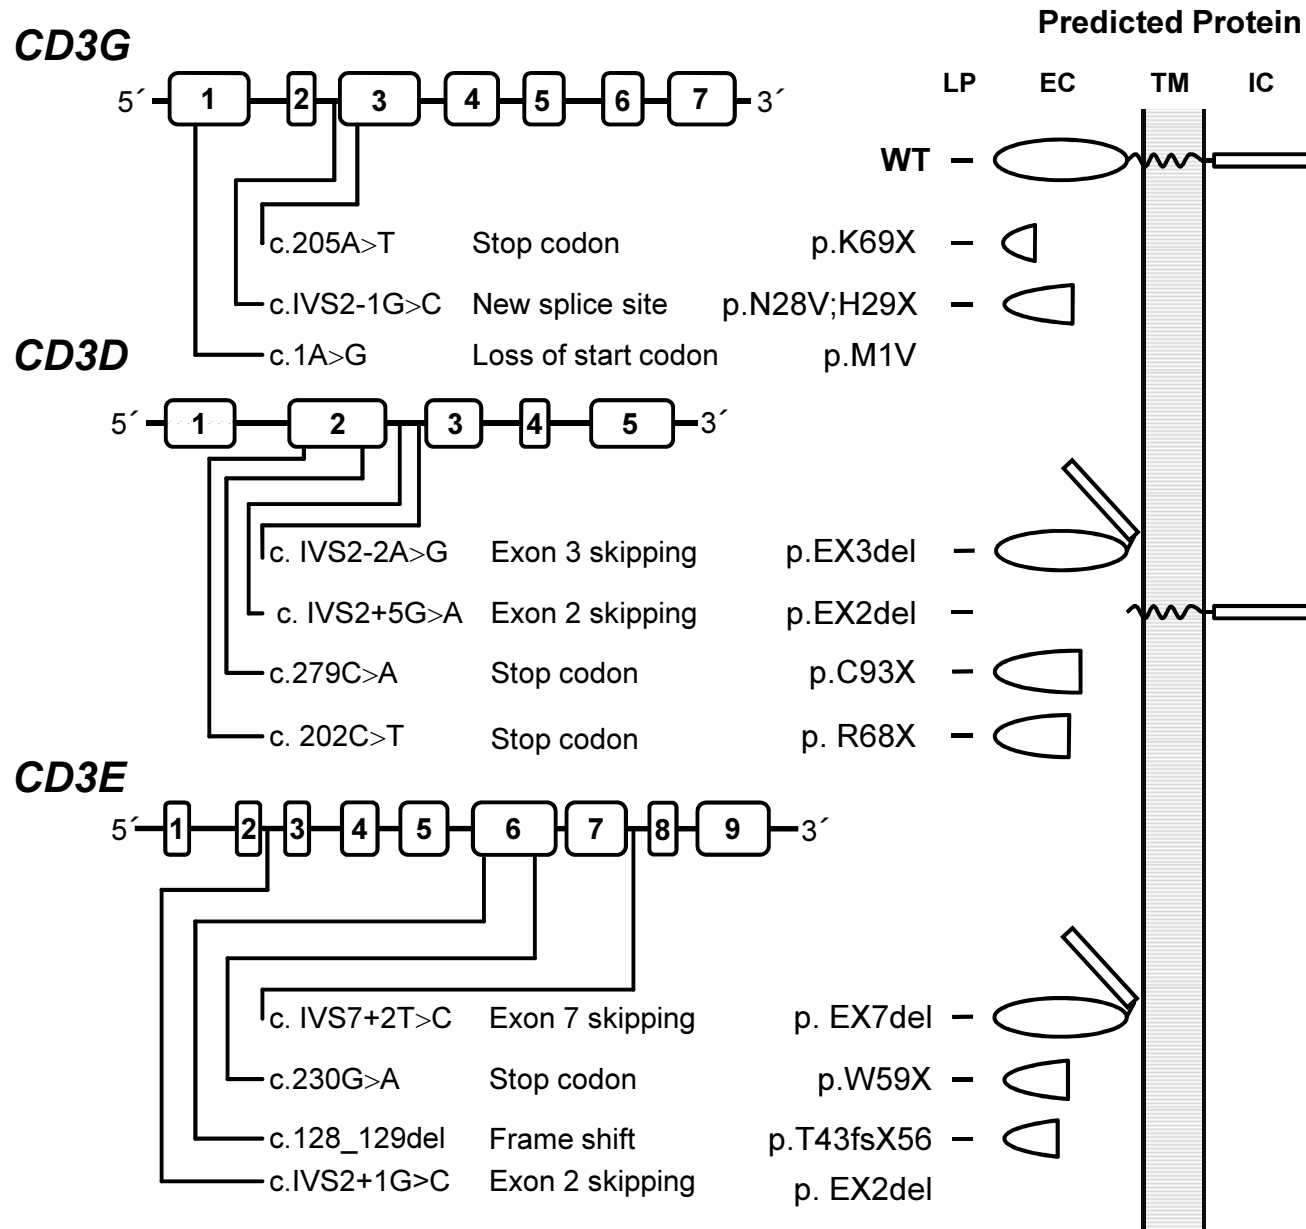 Predicted Protein
CD3G
LP EC TM IC
5´ 1 2 3 4 5 6 7 3´
WT
c.205A>T Stop codon p.K69X
c.IVS2-1G>C New splice site p.N28V;H29X
c.1A>G Loss of start codon p.M1V
CD3D
5´ 1 2 3 4 5 3´
c. IVS2-2A>G Exon 3 skipping p.EX3del
c. IVS2+5G>A Exon 2 skipping p.EX2del
c.279C>A Stop codon p.C93X
c. 202C>T Stop codon p. R68X
CD3E
5´ 1 2 3 4 5 6 7 8 9 3´
c. IVS7+2T>C Exon 7 skipping p. EX7del
c.230G>A Stop codon p.W59X
c.128_129del Frame shift p.T43fsX56
c.IVS2+1G>C Exon 2 skipping p. EX2del